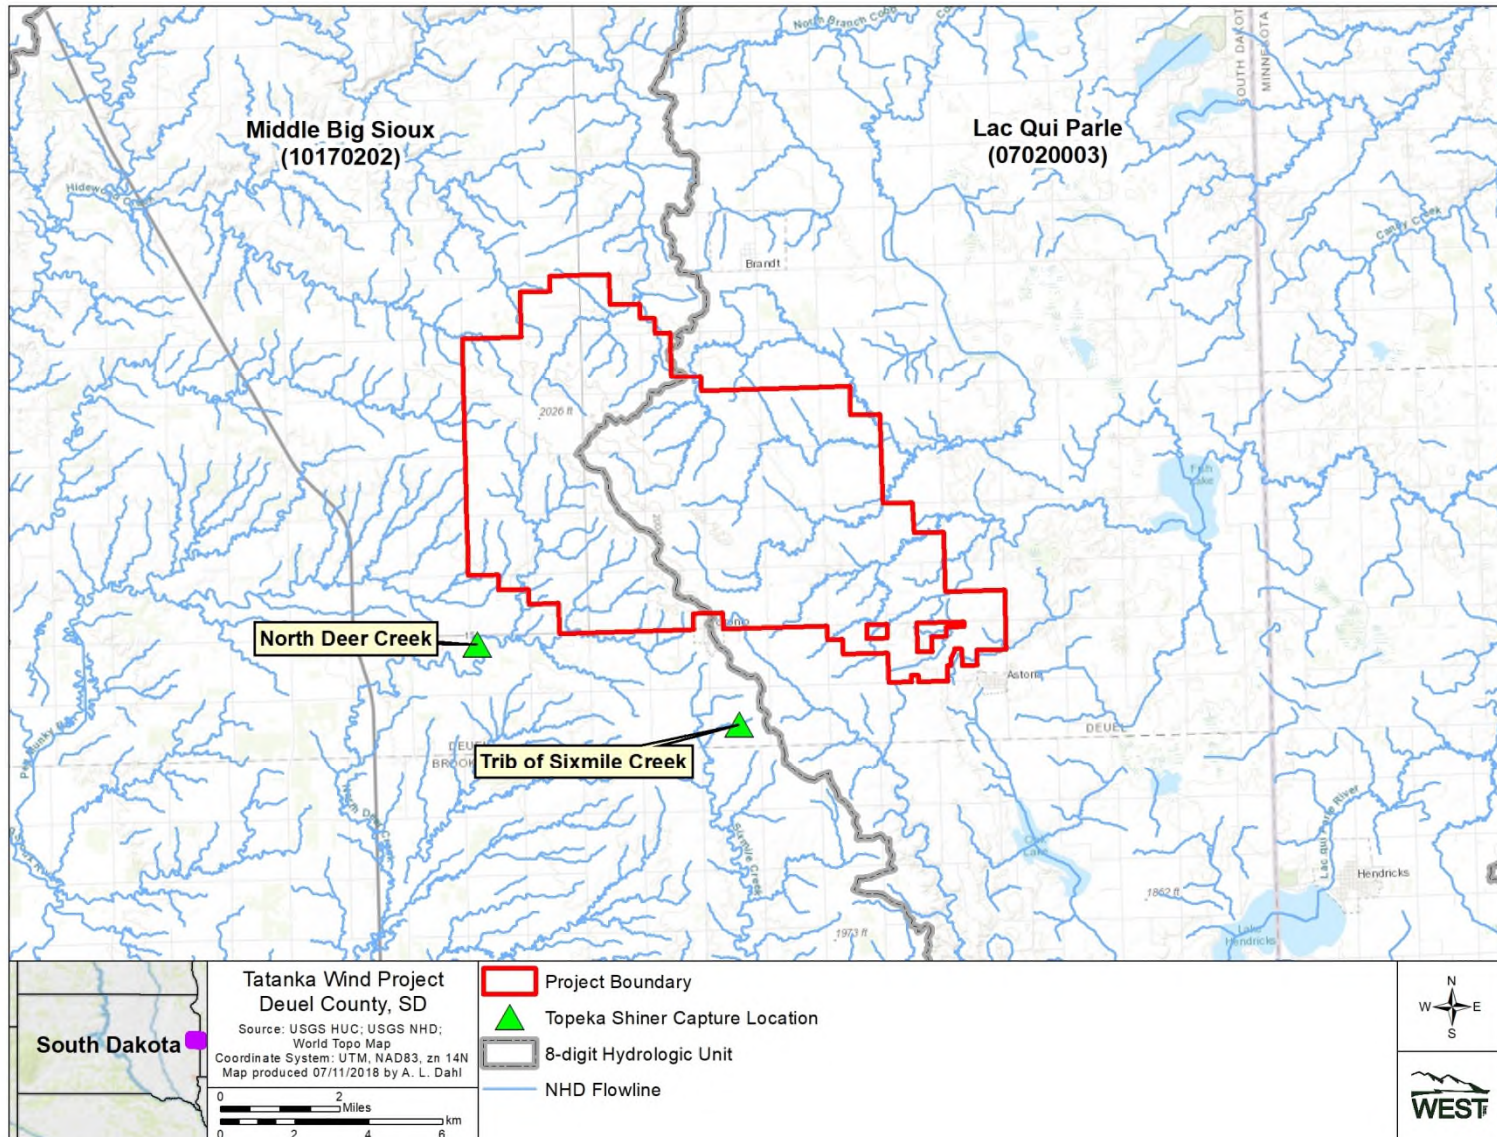 North Branch Cobb
SOUTH DAKOTA
MINNESOTA
Middle Big Sioux
(10170202)
Lac Qui Parle
(07020003)
Hidewood Creek
Canby Creek
Brandt
2026 ft
Fish
Lake
North Deer Creek
Astoria
Trib of Sixmile Creek
DEUEL
DEUEL
North Deer Creek
Sixmile Creek
Lac qui Parle River
Lake
Hendricks
1862 ft
Lake
Hendricks
1973 ft
South Dakota
Tatanka Wind Project
Deuel County, SD
Source: USGS HUC; USGS NHD;
World Topo Map
Coordinate System: UTM, NAD83, zn 14N
Map produced 07/11/2018 by A. L. Dahl
0 2
Miles
km
0 2 4 6
Project Boundary
Topeka Shiner Capture Location
8-digit Hydrologic Unit
NHD Flowline
N
W E
S
WEST